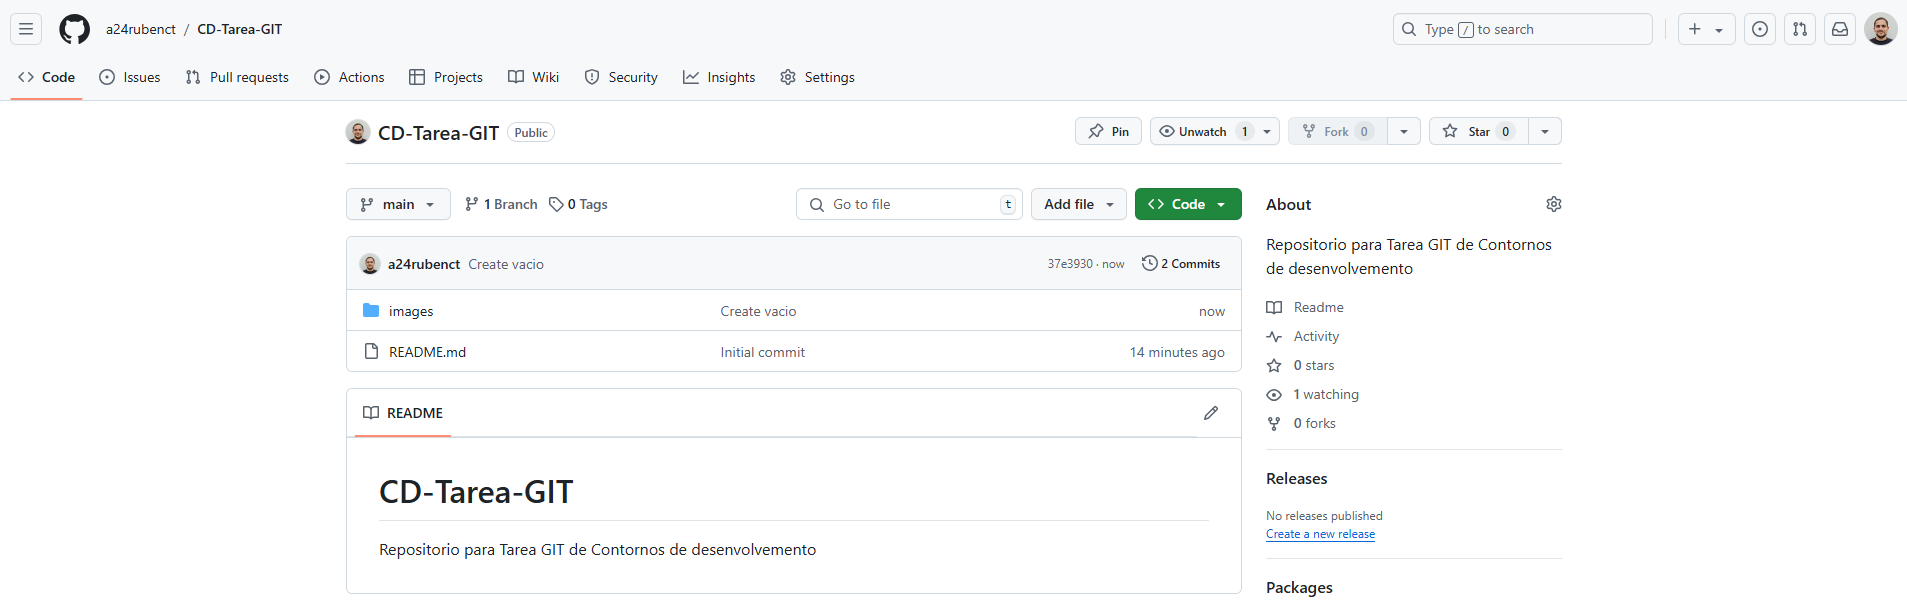 a24rubenct / CD-Tarea-GIT
Type / to search
Code
Issues
Pull requests
Actions
Projects
Wiki
Security
Insights
Settings
CD-Tarea-GIT Public
Pin
Unwatch 1
Fork 0
Star 0
main
1 Branch
0 Tags
Go to file t
Add file
Code
a24rubenct Create vacio
37e3930 · now
2 Commits
images Create vacio now
README.md Initial commit 14 minutes ago
README
CD-Tarea-GIT
Repositorio para Tarea GIT de Contornos de desenvolvemento
About
Repositorio para Tarea GIT de Contornos
de desenvolvemento
Readme
Activity
0 stars
1 watching
0 forks
Releases
No releases published
Create a new release
Packages